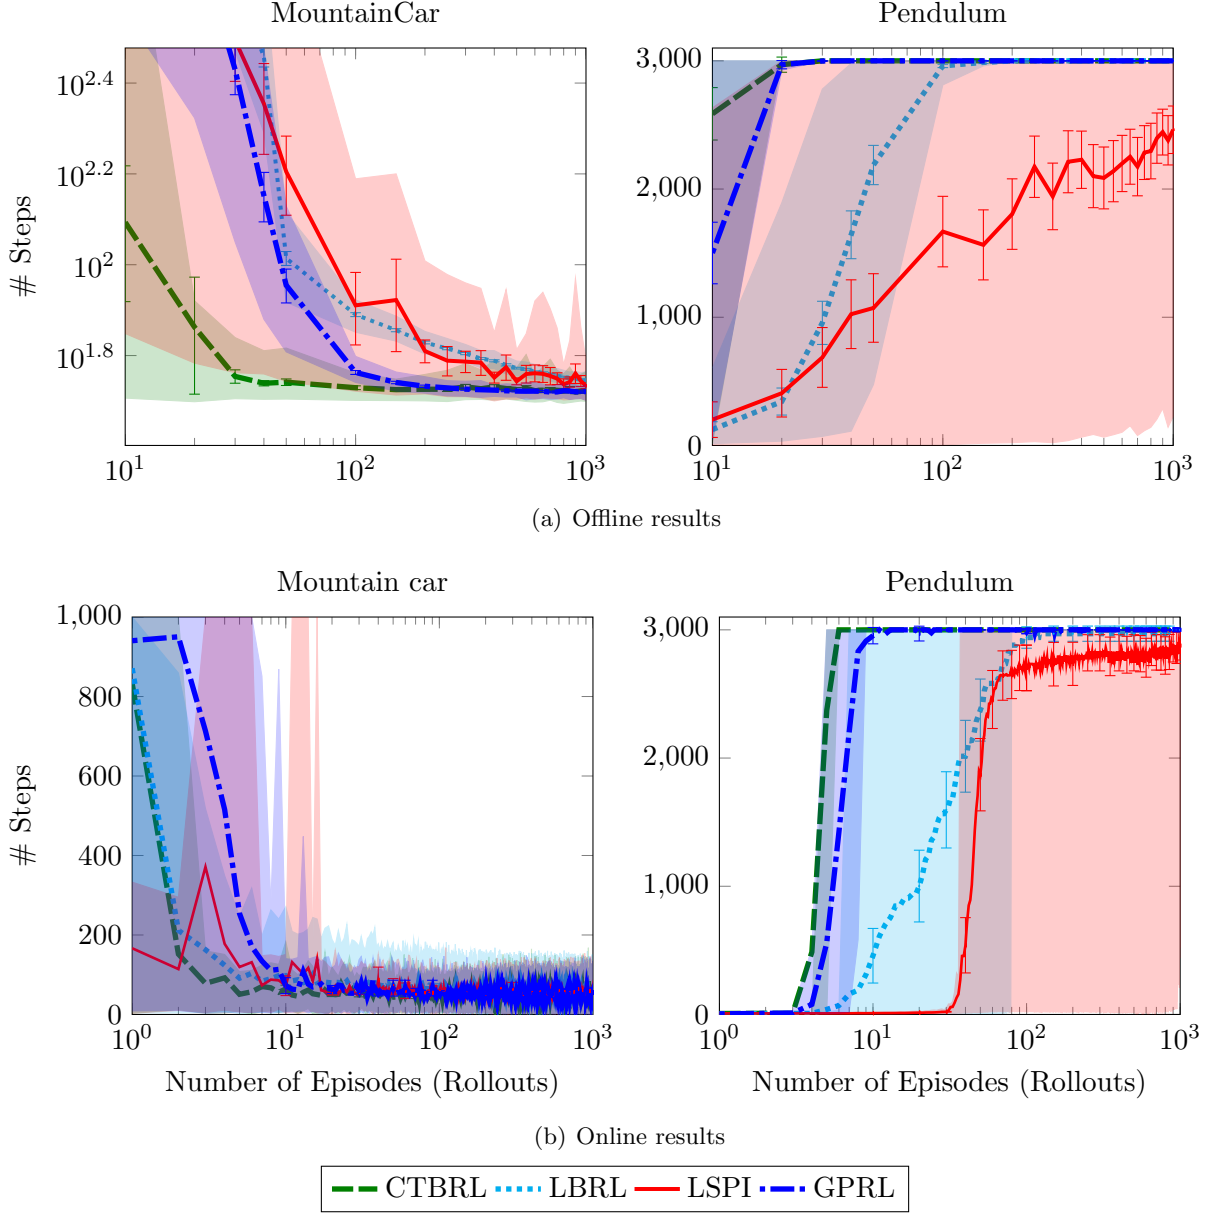 MountainCar
Pendulum
# Steps
10^2.4
10^2.2
10^2
10^1.8
10^1
10^2
10^3
3,000
2,000
1,000
0
10^1
10^2
10^3
(a) Offline results
Mountain car
Pendulum
# Steps
1,000
800
600
400
200
0
10^0
10^1
10^2
10^3
3,000
2,000
1,000
0
10^0
10^1
10^2
10^3
Number of Episodes (Rollouts)
Number of Episodes (Rollouts)
(b) Online results
CTBRL LBRL LSPI GPRL